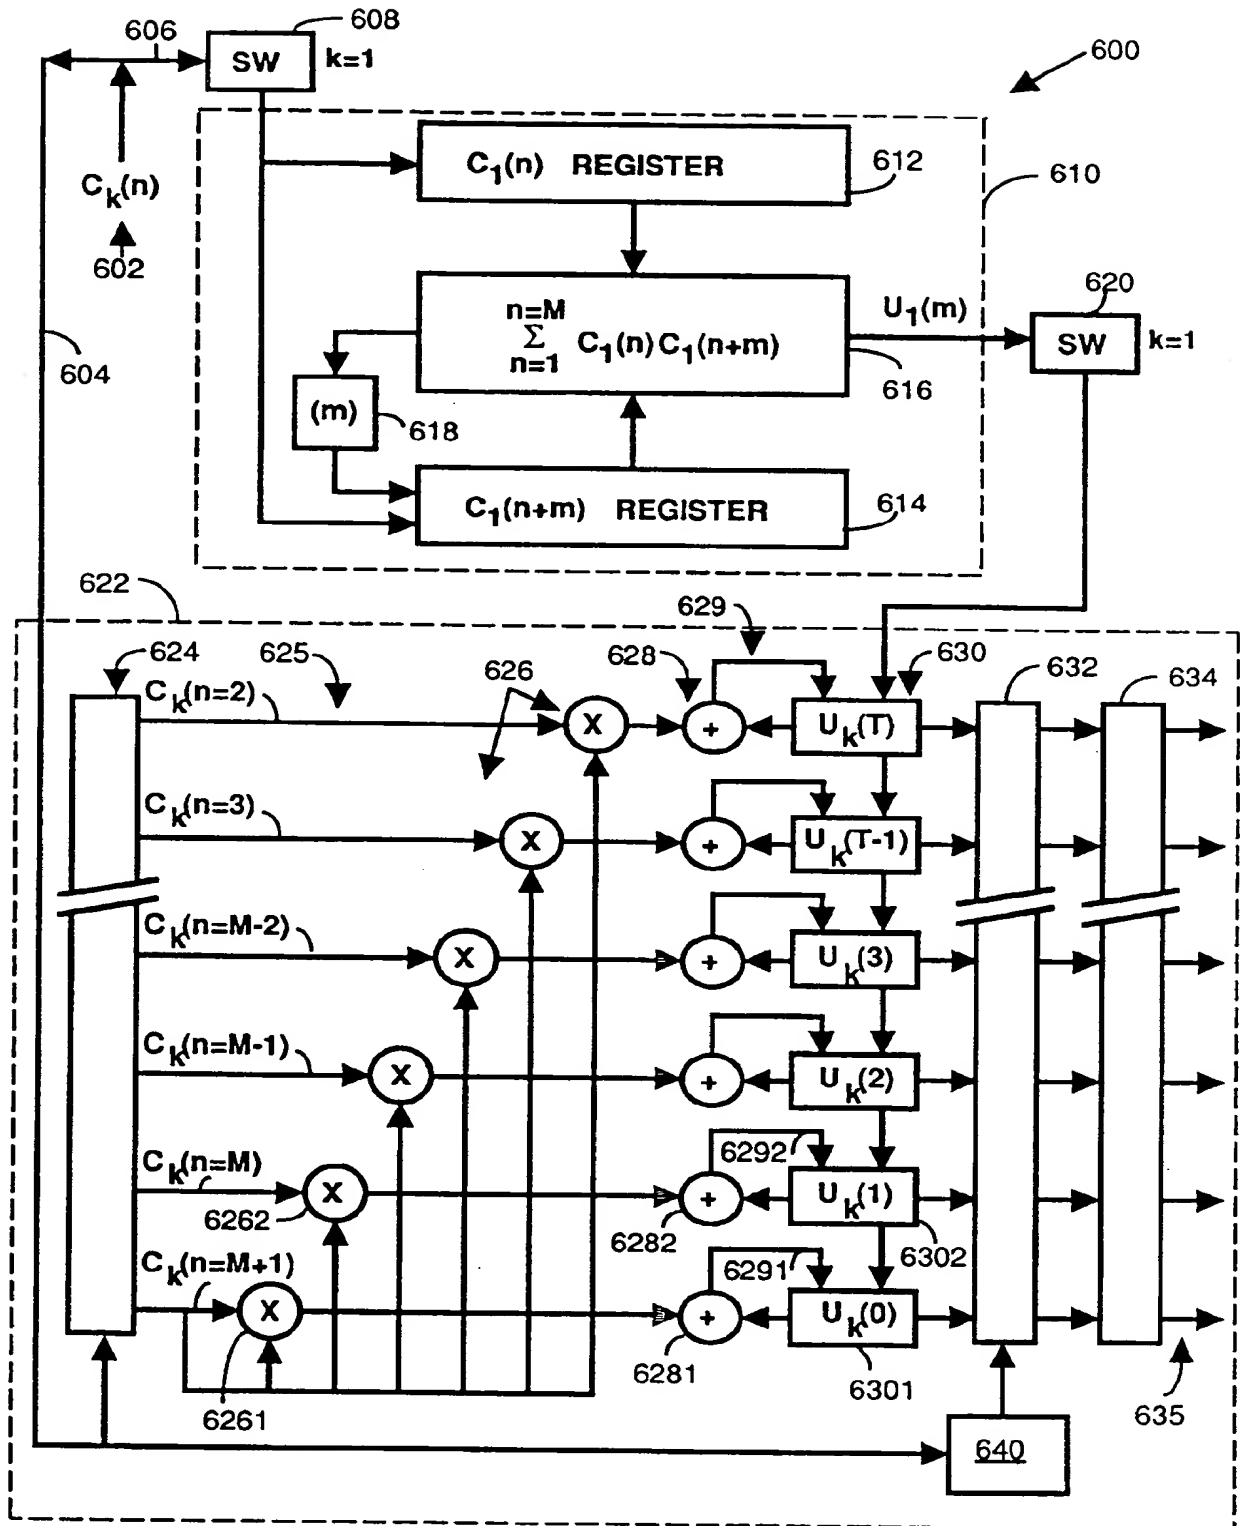 606
608
SW
k=1
600
C₁(n) REGISTER
612
610
Cₖ(n)
602
604
n=M
Σ C₁(n)C₁(n+m)
n=1
U₁(m)
616
620
SW
k=1
(m)
618
C₁(n+m) REGISTER
614
622
624
625
626
628
629
630
632
634
Cₖ(n=2)
X
+
Uₖ(T)
Cₖ(n=3)
X
+
Uₖ(T-1)
Cₖ(n=M-2)
X
+
Uₖ(3)
Cₖ(n=M-1)
X
+
Uₖ(2)
Cₖ(n=M)
X
6262
+
6282
6292
Uₖ(1)
6302
Cₖ(n=M+1)
X
6261
+
6281
6291
Uₖ(0)
6301
635
640